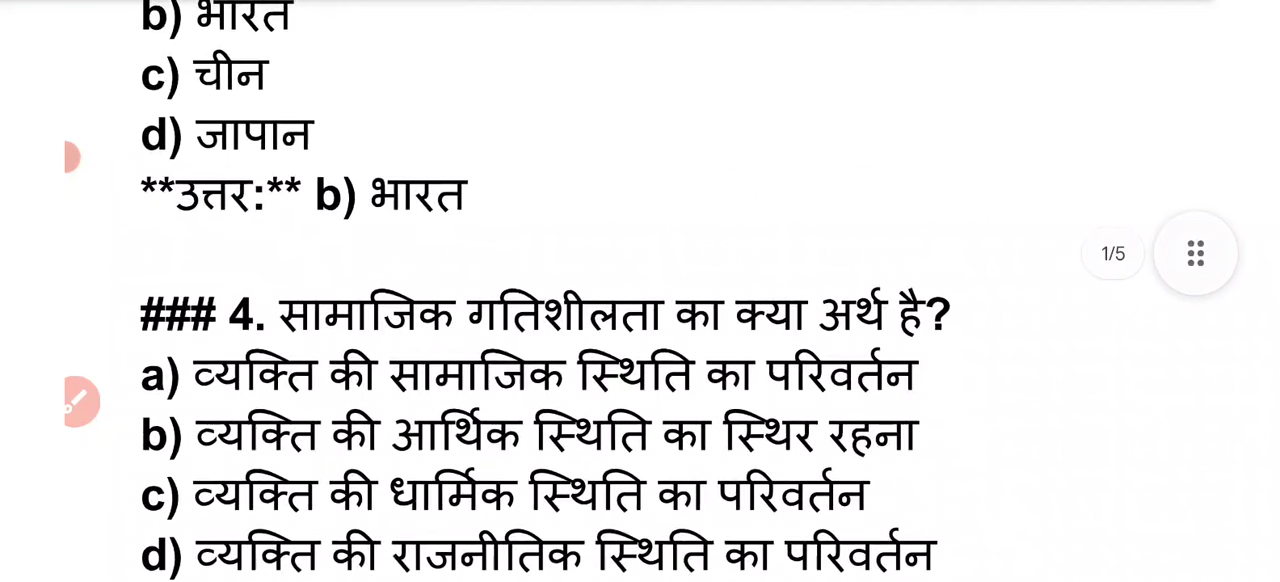 b) भारत
c) चीन
d) जापान
**उत्तर:** b) भारत
1/5
### 4. सामाजिक गतिशीलता का क्या अर्थ है?
a) व्यक्ति की सामाजिक स्थिति का परिवर्तन
b) व्यक्ति की आर्थिक स्थिति का स्थिर रहना
c) व्यक्ति की धार्मिक स्थिति का परिवर्तन
d) व्यक्ति की राजनीतिक स्थिति का परिवर्तन